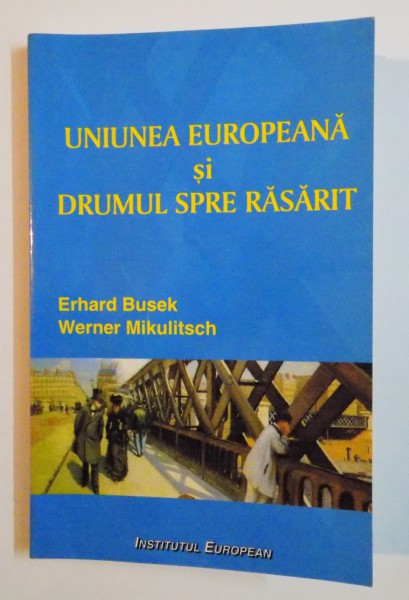 UNIUNEA EUROPEANĂ
și
DRUMUL SPRE RĂSĂRIT
Erhard Busek
Werner Mikulitsch
INSTITUTUL EUROPEAN